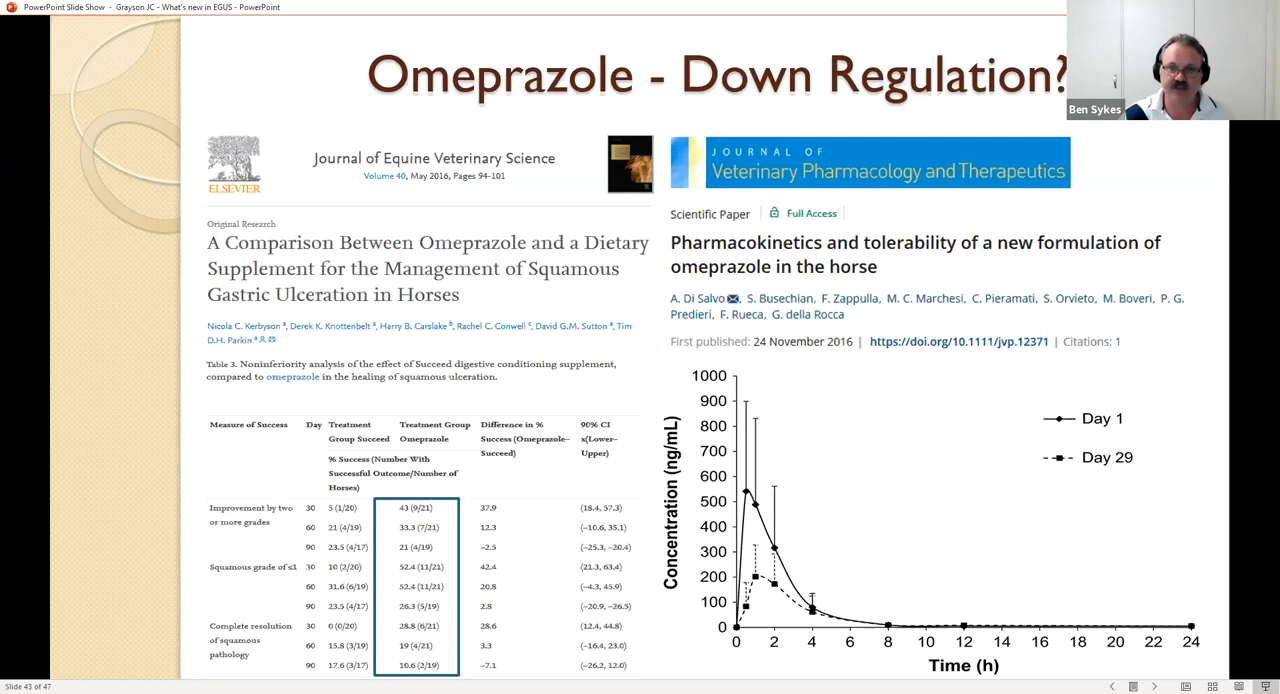 PowerPoint Slide Show - Grayson JC - What's new in EGUS - PowerPoint
Omeprazole - Down Regulation?
Ben Sykes
ELSEVIER
Journal of Equine Veterinary Science
Volume 40, May 2016, Pages 94-101
Original Research
A Comparison Between Omeprazole and a Dietary
Supplement for the Management of Squamous
Gastric Ulceration in Horses
Nicola C. Kerbyson a, Derek K. Knottenbelt a, Harry B. Carslake b, Rachel C. Conwell c, David G.M. Sutton a, Tim
D.H. Parkin a
Table 3. Noninferiority analysis of the effect of Succeed digestive conditioning supplement,
compared to omeprazole in the healing of squamous ulceration.
Measure of Success Day Treatment Treatment Group Difference in % 90% CI
Group Succeed Omeprazole Success (Omeprazole– x(Lower–
Succeed) Upper)
% Success (Number With
Successful Outcome/Number of
Horses)
Improvement by two 30 5 (1/20) 43 (9/21) 37.9 (18.4, 57.3)
or more grades
60 21 (4/19) 33.3 (7/21) 12.3 (−10.6, 35.1)
90 23.5 (4/17) 21 (4/19) −2.5 (−25.3, −20.4)
Squamous grade of ≤1 30 10 (2/20) 52.4 (11/21) 42.4 (21.3, 63.4)
60 31.6 (6/19) 52.4 (11/21) 20.8 (−4.3, 45.9)
90 23.5 (4/17) 26.3 (5/19) 2.8 (−20.9, −26.5)
Complete resolution 30 0 (0/20) 28.8 (6/21) 28.6 (12.4, 44.8)
of squamous
pathology
60 15.8 (3/19) 19 (4/21) 3.3 (−16.4, 23.0)
90 17.6 (3/17) 10.6 (2/19) −7.1 (−26.2, 12.0)
JOURNAL OF
Veterinary Pharmacology and Therapeutics
Scientific Paper Full Access
Pharmacokinetics and tolerability of a new formulation of
omeprazole in the horse
A. Di Salvo, S. Busechian, F. Zappulla, M. C. Marchesi, C. Pieramati, S. Orvieto, M. Boveri, P. G.
Predieri, F. Rueca, G. della Rocca
First published: 24 November 2016 | https://doi.org/10.1111/jvp.12371 | Citations: 1
Concentration (ng/mL)
1000
900
800
700
600
500
400
300
200
100
0
Day 1
Day 29
0 2 4 6 8 10 12 14 16 18 20 22 24
Time (h)
Slide 43 of 47